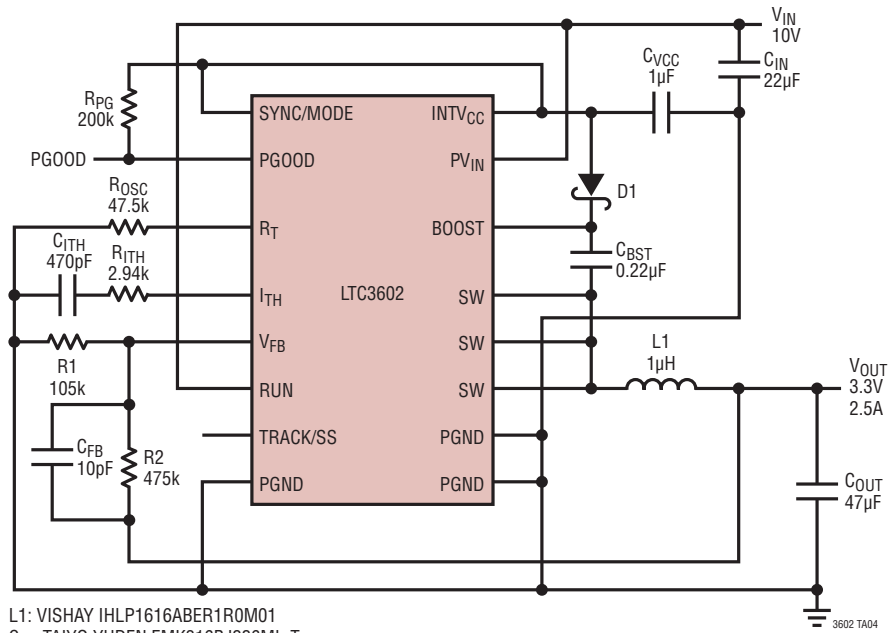 VIN
10V
CVCC
1µF
CIN
22µF
RPG
200k
SYNC/MODE
INTVCC
PGOOD
PGOOD
PVIN
D1
ROSC
47.5k
RT
BOOST
CITH
470pF
RITH
2.94k
CBST
0.22µF
ITH
LTC3602
SW
VFB
SW
R1
105k
L1
1µH
RUN
SW
VOUT
3.3V
2.5A
TRACK/SS
PGND
CFB
10pF
R2
475k
PGND
PGND
COUT
47µF
L1: VISHAY IHLP1616ABER1R0M01
3602 TA04